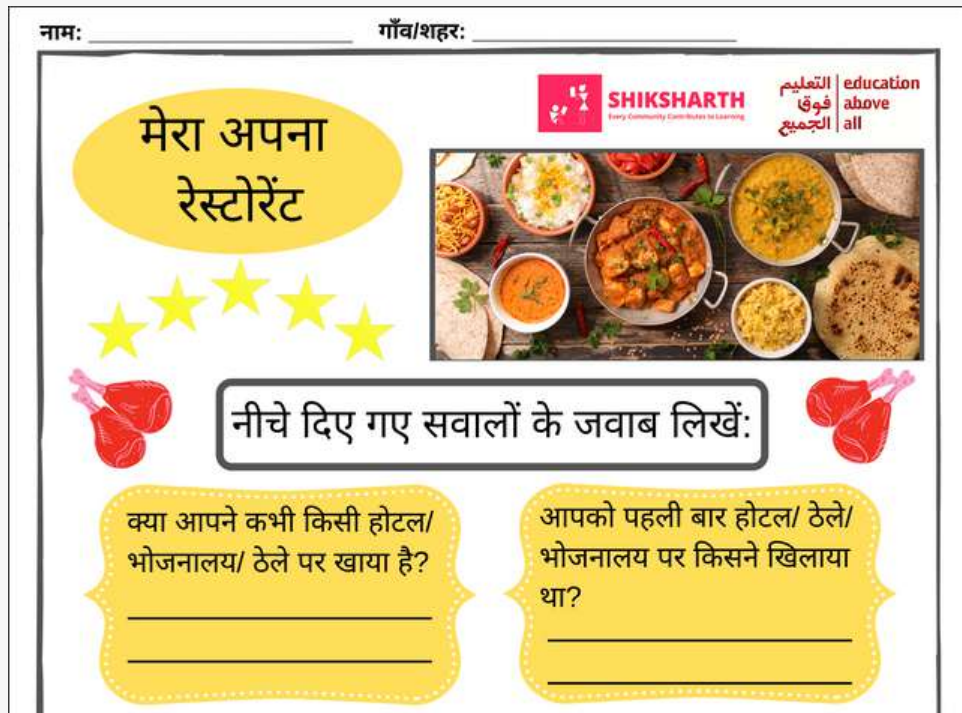 नाम: गाँव/शहर:
मेरा अपना
रेस्टोरेंट
SHIKSHARTH
Every Community Contributes to Learning
التعليم | education
فوق | above
الجميع | all
नीचे दिए गए सवालों के जवाब लिखें:
क्या आपने कभी किसी होटल/
भोजनालय/ ठेले पर खाया है?
आपको पहली बार होटल/ ठेले/
भोजनालय पर किसने खिलाया
था?